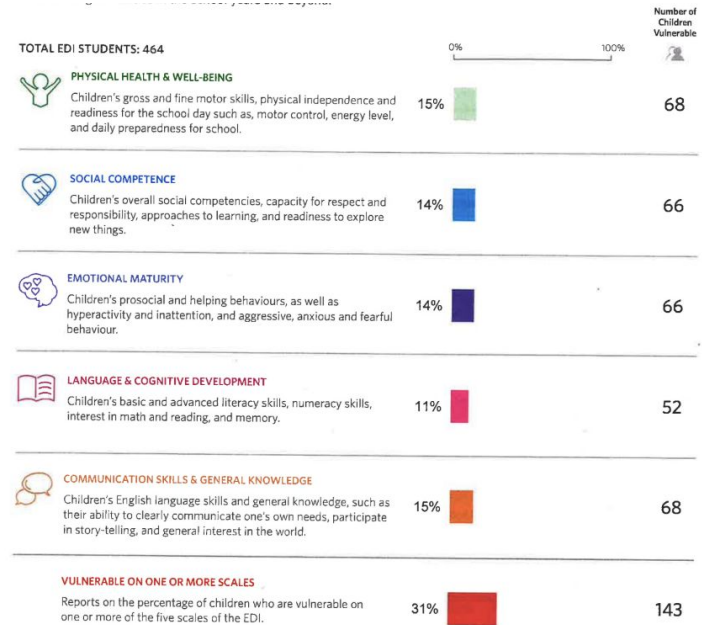 Number of
Children
Vulnerable
TOTAL EDI STUDENTS: 464
0%
100%
PHYSICAL HEALTH & WELL-BEING
Children's gross and fine motor skills, physical independence and
readiness for the school day such as, motor control, energy level,
and daily preparedness for school.
15%
68
SOCIAL COMPETENCE
Children's overall social competencies, capacity for respect and
responsibility, approaches to learning, and readiness to explore
new things.
14%
66
EMOTIONAL MATURITY
Children's prosocial and helping behaviours, as well as
hyperactivity and inattention, and aggressive, anxious and fearful
behaviour.
14%
66
LANGUAGE & COGNITIVE DEVELOPMENT
Children's basic and advanced literacy skills, numeracy skills,
interest in math and reading, and memory.
11%
52
COMMUNICATION SKILLS & GENERAL KNOWLEDGE
Children's English language skills and general knowledge, such as
their ability to clearly communicate one's own needs, participate
in story-telling, and general interest in the world.
15%
68
VULNERABLE ON ONE OR MORE SCALES
Reports on the percentage of children who are vulnerable on
one or more of the five scales of the EDI.
31%
143